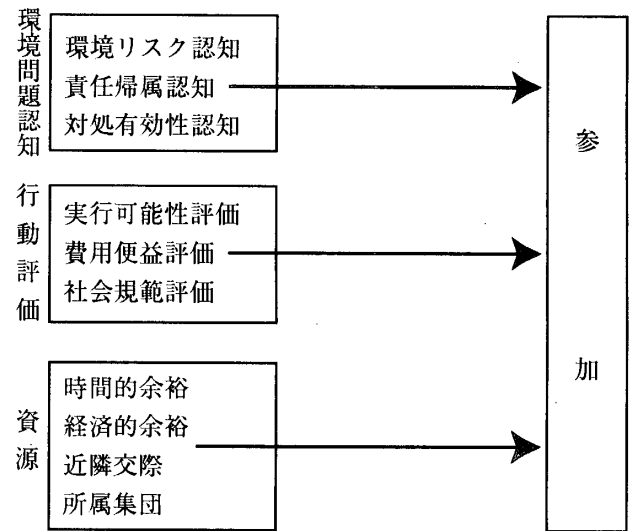 環境問題認知
環境リスク認知
責任帰属認知
対処有効性認知
行動評価
実行可能性評価
費用便益評価
社会規範評価
資源
時間的余裕
経済的余裕
近隣交際
所属集団
参加